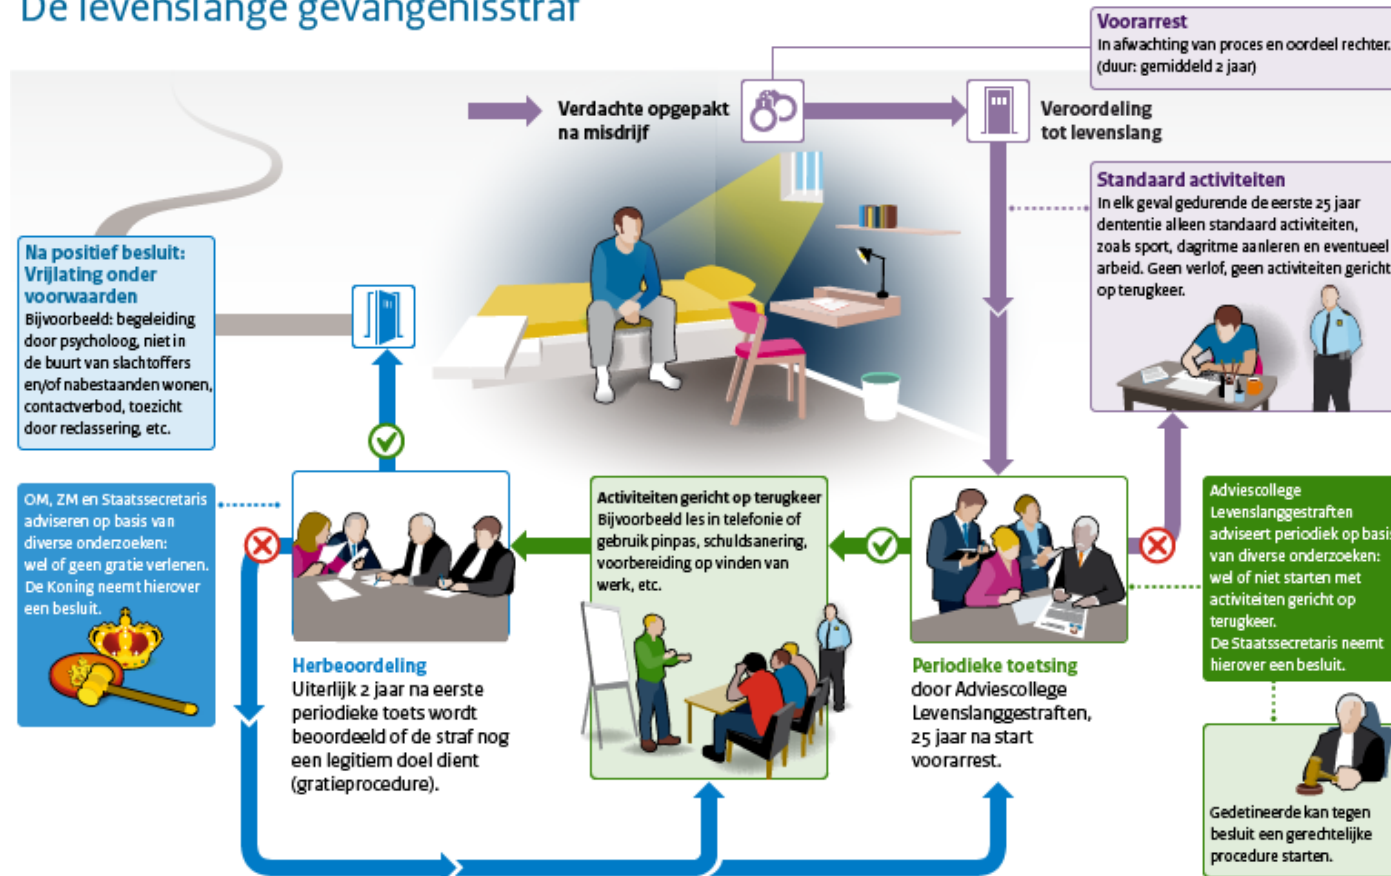 De levenslange gevangenisstraf
Voorarrest
In afwachting van proces en oordeel rechter.
(duur: gemiddeld 2 jaar)
Verdachte opgepakt
na misdrijf
Veroordeling
tot levenslang
Standaard activiteiten
In elk geval gedurende de eerste 25 jaar
dententie alleen standaard activiteiten,
zoals sport, dagritme aanleren en eventueel
arbeid. Geen verlof, geen activiteiten gericht
op terugkeer.
Na positief besluit:
Vrijlating onder
voorwaarden
Bijvoorbeeld: begeleiding
door psycholoog, niet in
de buurt van slachtoffers
en/of nabestaanden wonen,
contactverbod, toezicht
door reclassering, etc.
OM, ZM en Staatssecretaris
adviseren op basis van
diverse onderzoeken:
wel of geen gratie verlenen.
De Koning neemt hierover
een besluit.
Herbeoordeling
Uiterlijk 2 jaar na eerste
periodieke toets wordt
beoordeeld of de straf nog
een legitiem doel dient
(gratieprocedure).
Activiteiten gericht op terugkeer
Bijvoorbeeld les in telefonie of
gebruik pinpas, schuldsanering,
voorbereiding op vinden van
werk, etc.
Periodieke toetsing
door Adviescollege
Levenslanggestraften,
25 jaar na start
voorarrest.
Adviescollege
Levenslanggestraften
adviseert periodiek op basis
van diverse onderzoeken:
wel of niet starten met
activiteiten gericht op
terugkeer.
De Staatssecretaris neemt
hierover een besluit.
Gedetineerde kan tegen
besluit een gerechtelijke
procedure starten.